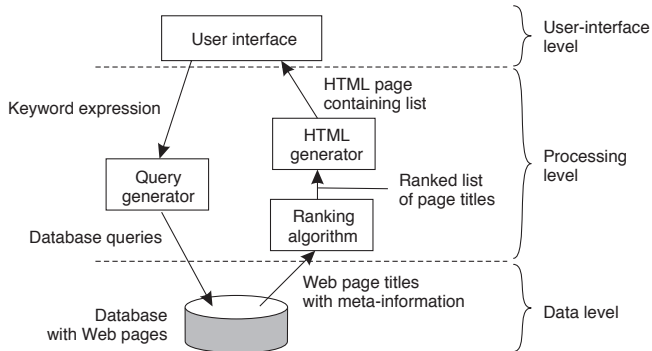 User interface
User-interface
level
Keyword expression
HTML page
containing list
HTML
generator
Query
generator
Ranked list
of page titles
Processing
level
Database queries
Ranking
algorithm
Web page titles
with meta-information
Database
with Web pages
Data level